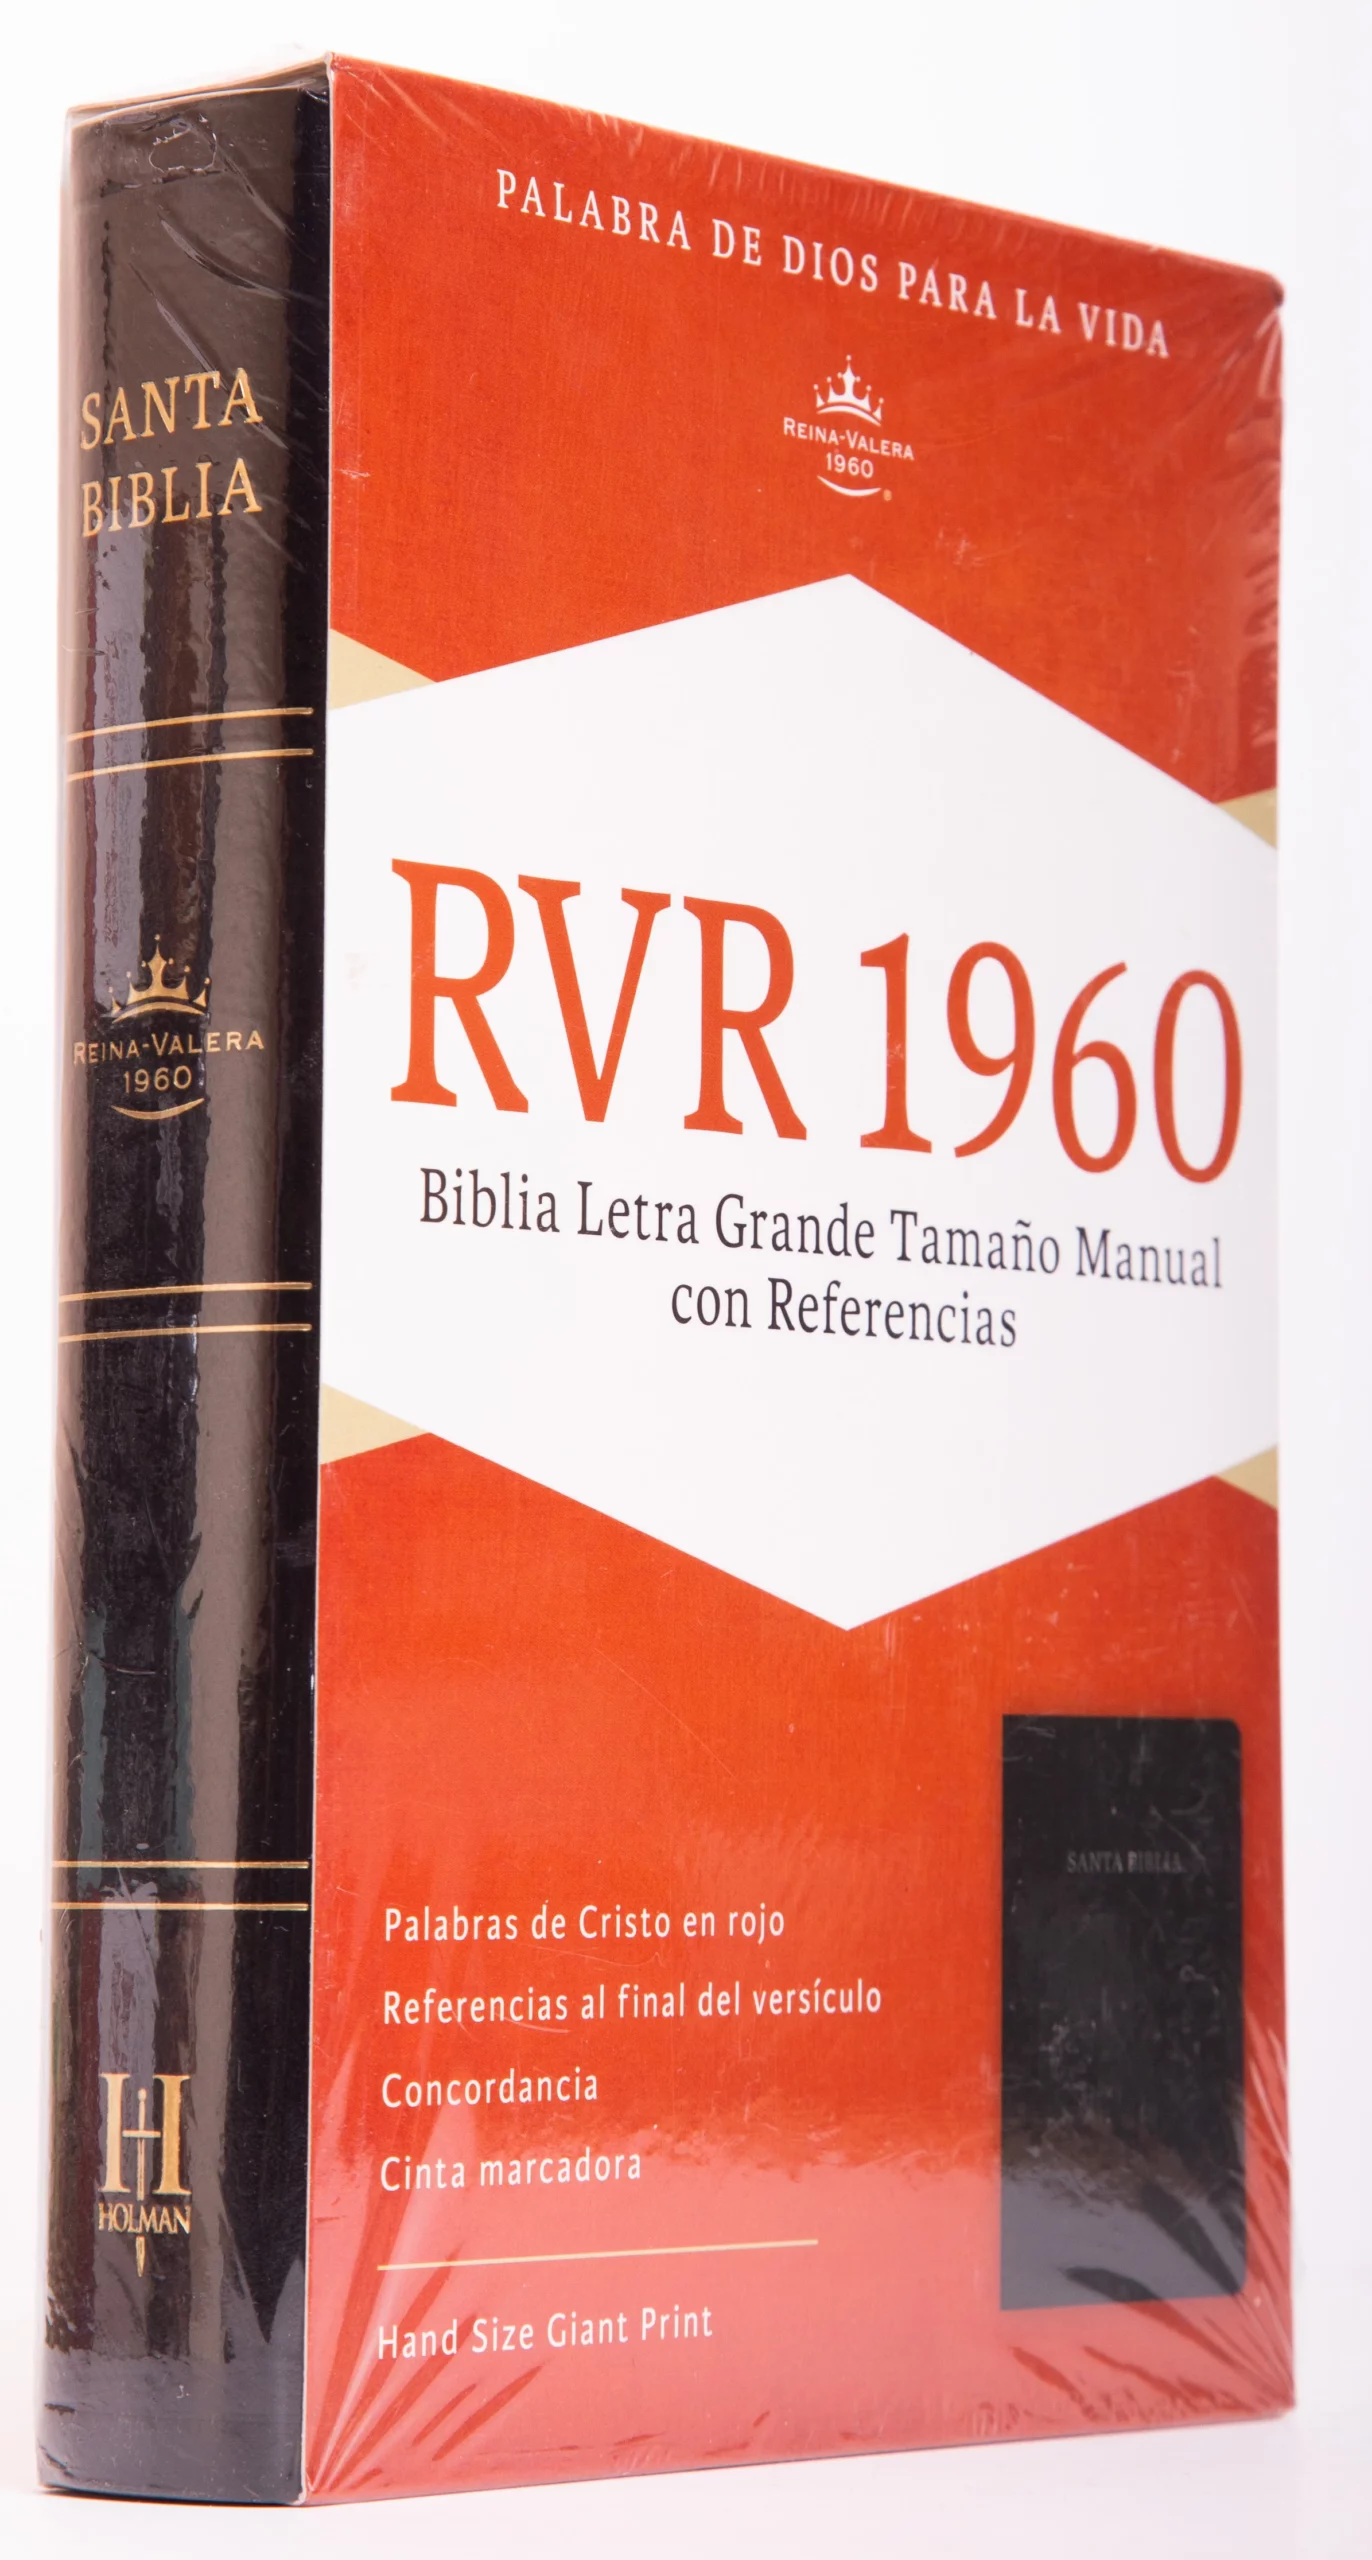 SANTA
BIBLIA
REINA-VALERA
1960
H
HOLMAN
PALABRA DE DIOS PARA LA VIDA
REINA-VALERA
1960
®
RVR 1960
Biblia Letra Grande Tamaño Manual
con Referencias
SANTA BIBLIA
Palabras de Cristo en rojo
Referencias al final del versículo
Concordancia
Cinta marcadora
Hand Size Giant Print